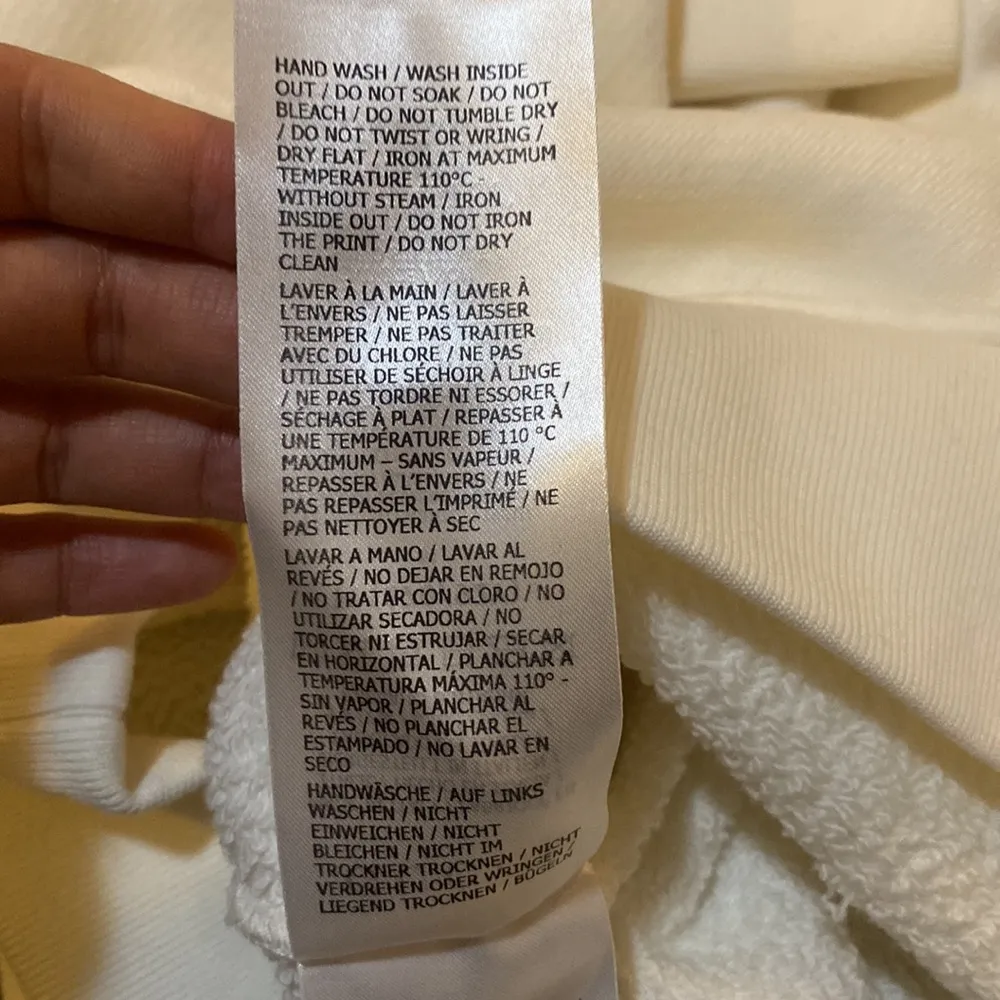 HAND WASH / WASH INSIDE
OUT / DO NOT SOAK / DO NOT
BLEACH / DO NOT TUMBLE DRY
/ DO NOT TWIST OR WRING /
DRY FLAT / IRON AT MAXIMUM
TEMPERATURE 110°C -
WITHOUT STEAM / IRON
INSIDE OUT / DO NOT IRON
THE PRINT / DO NOT DRY
CLEAN
LAVER À LA MAIN / LAVER À
L'ENVERS / NE PAS LAISSER
TREMPER / NE PAS TRAITER
AVEC DU CHLORE / NE PAS
UTILISER DE SÉCHOIR À LINGE
/ NE PAS TORDRE NI ESSORER /
SÉCHAGE À PLAT / REPASSER À
UNE TEMPÉRATURE DE 110 °C
MAXIMUM – SANS VAPEUR /
REPASSER À L'ENVERS / NE
PAS REPASSER L'IMPRIMÉ / NE
PAS NETTOYER À SEC
LAVAR A MANO / LAVAR AL
REVÉS / NO DEJAR EN REMOJO
/ NO TRATAR CON CLORO / NO
UTILIZAR SECADORA / NO
TORCER NI ESTRUJAR / SECAR
EN HORIZONTAL / PLANCHAR A
TEMPERATURA MÁXIMA 110° -
SIN VAPOR / PLANCHAR AL
REVÉS / NO PLANCHAR EL
ESTAMPADO / NO LAVAR EN
SECO
HANDWÄSCHE / AUF LINKS
WASCHEN / NICHT
EINWEICHEN / NICHT
BLEICHEN / NICHT IM
TROCKNER TROCKNEN / NICHT
VERDREHEN ODER WRINGEN /
LIEGEND TROCKNEN / BÜGELN